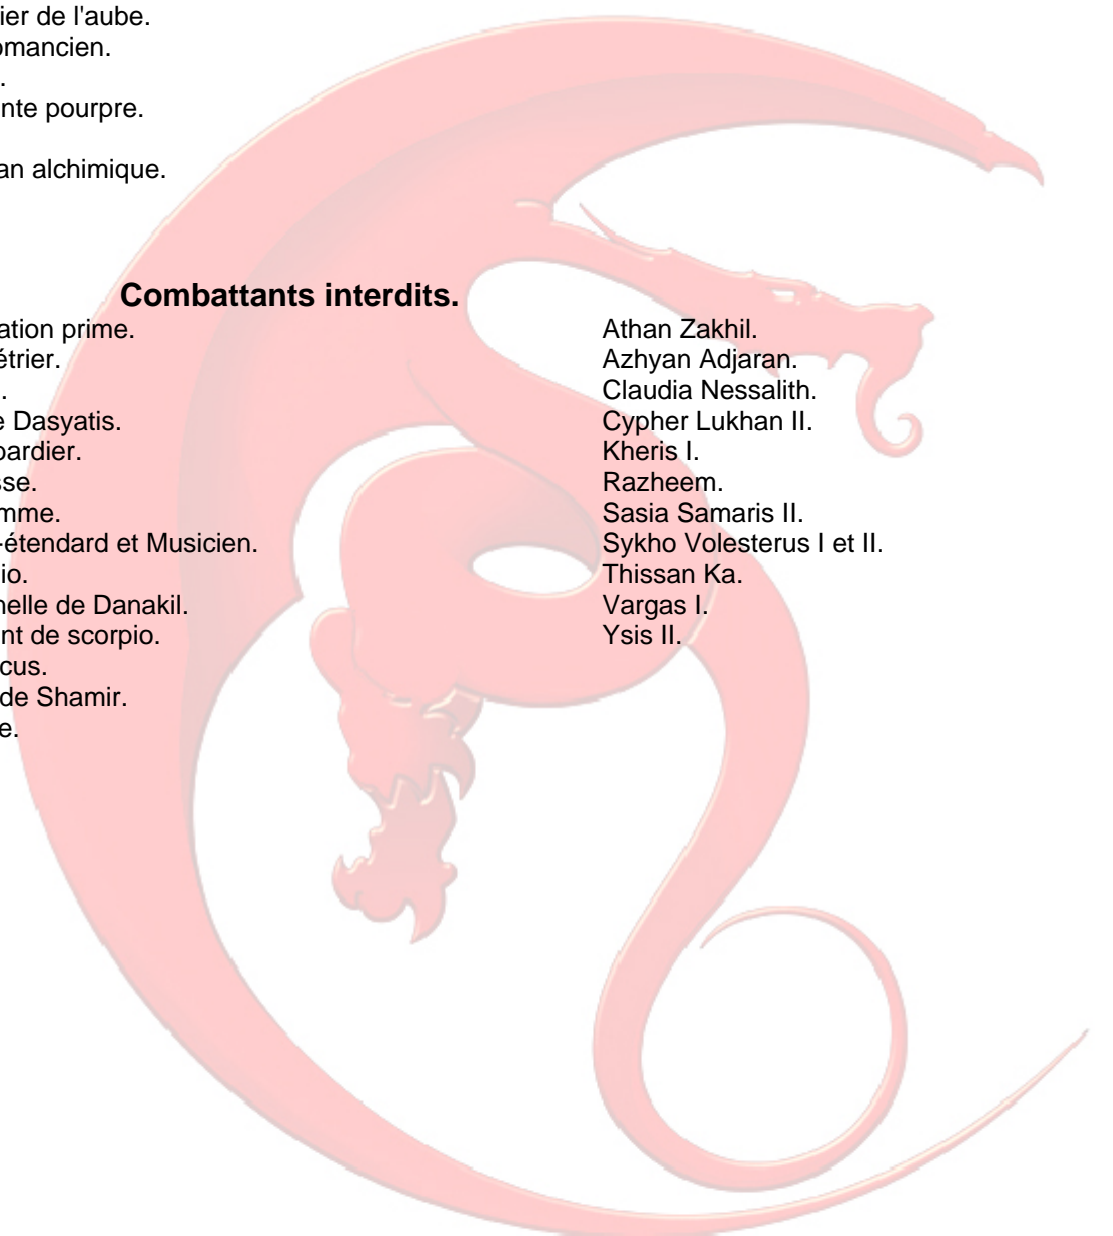 ier de l'aube.
omancien.
.
nte pourpre.
an alchimique.
Combattants interdits.
ation prime.
étrier.
.
e Dasyatis.
bardier.
sse.
mme.
-étendard et Musicien.
io.
nelle de Danakil.
nt de scorpio.
cus.
de Shamir.
e.
Athan Zakhil.
Azhyan Adjaran.
Claudia Nessalith.
Cypher Lukhan II.
Kheris I.
Razheem.
Sasia Samaris II.
Sykho Volesterus I et II.
Thissan Ka.
Vargas I.
Ysis II.